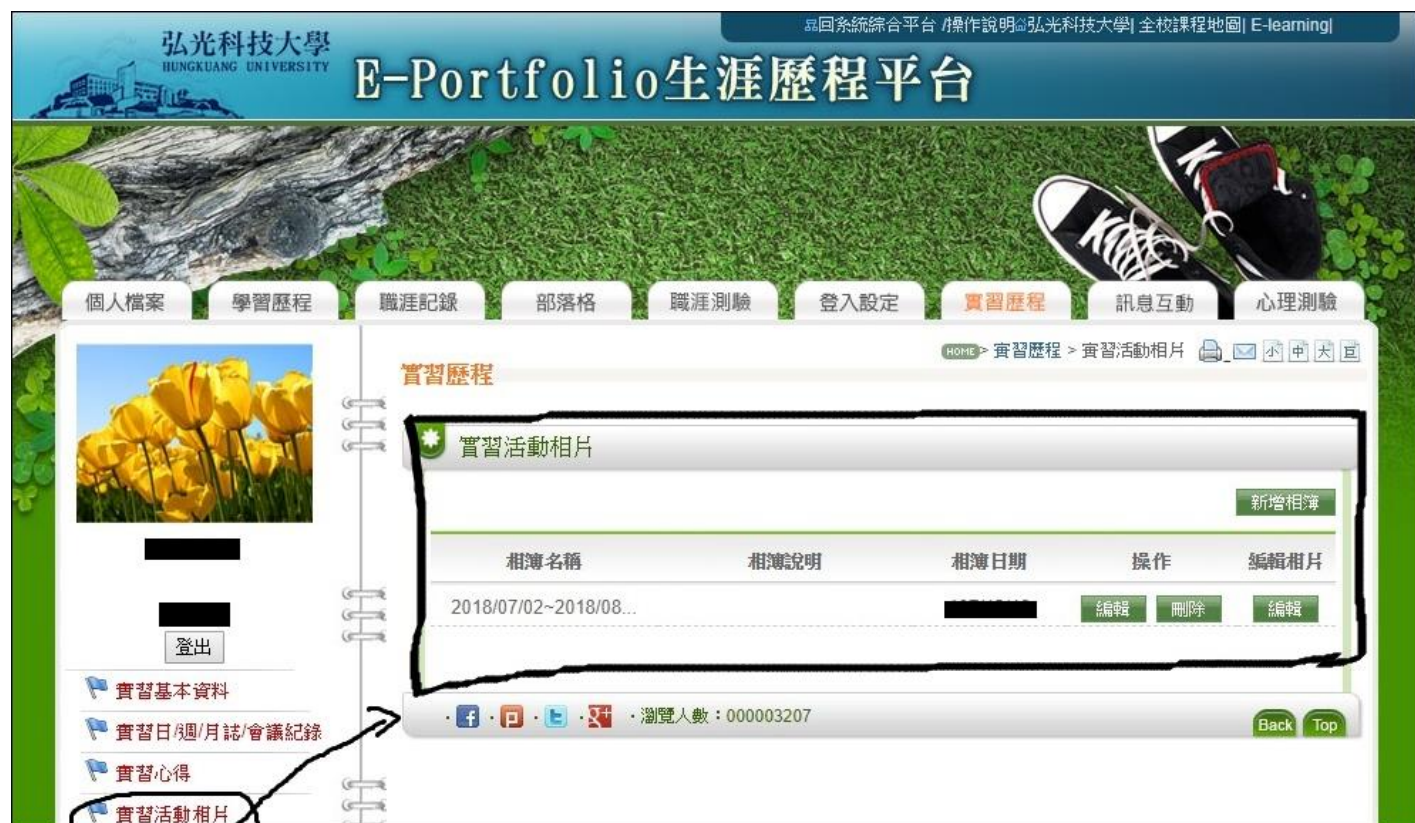 品回系統綜合平台 /操作說明 弘光科技大學| 全校課程地圖| E-learning|
弘光科技大學
HUNGKUANG UNIVERSITY
E-Portfolio生涯歷程平台
個人檔案 學習歷程 職涯記錄 部落格 職涯測驗 登入設定 實習歷程 訊息互動 心理測驗
HOME > 實習歷程 > 實習活動相片 小 中 大 巨
實習歷程
實習活動相片
新增相簿
相簿名稱 相簿說明 相簿日期 操作 編輯相片
2018/07/02~2018/08... 編輯 刪除 編輯
登出
實習基本資料
實習日/週/月誌/會議紀錄
實習心得
實習活動相片
‧瀏覽人數：000003207
Back Top